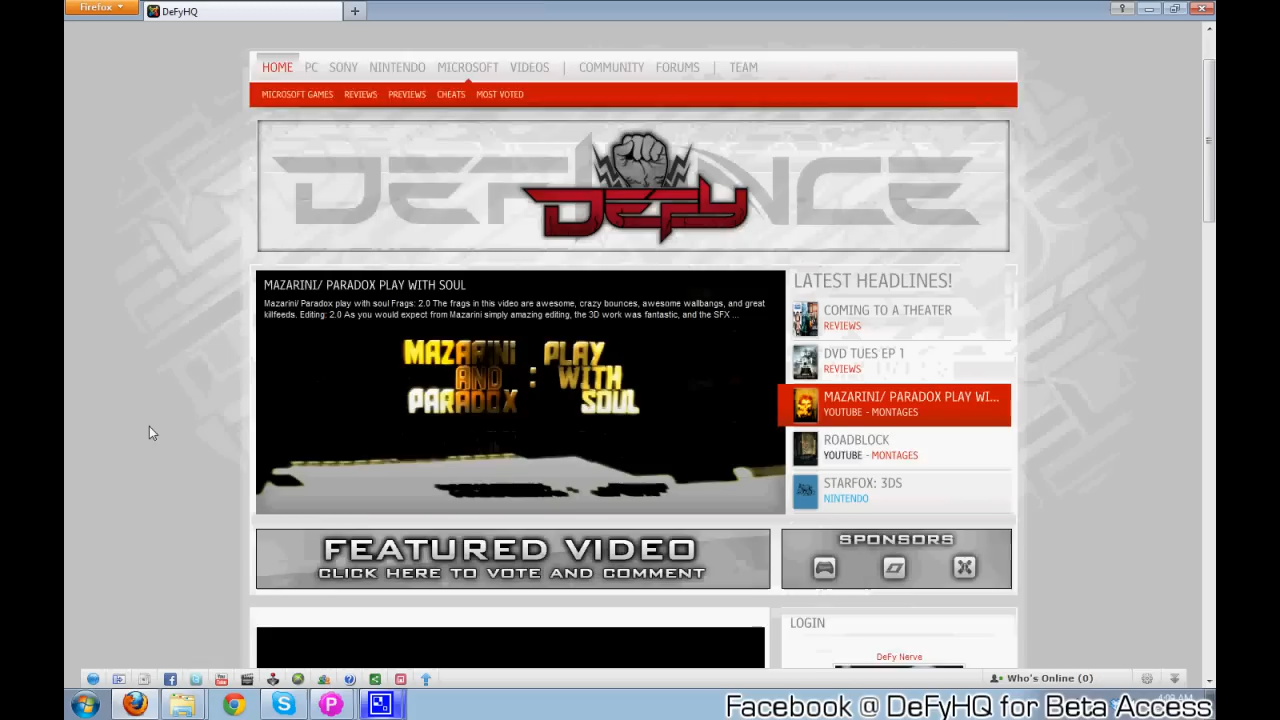 Firefox
DeFyHQ
HOME PC SONY NINTENDO MICROSOFT VIDEOS | COMMUNITY FORUMS | TEAM
MICROSOFT GAMES REVIEWS PREVIEWS CHEATS MOST VOTED
DEFIANCE
DEFY
MAZARINI/ PARADOX PLAY WITH SOUL
Mazarini/ Paradox play with soul Frags: 2.0 The frags in this video are awesome, crazy bounces, awesome wallbangs, and great
killfeeds. Editing: 2.0 As you would expect from Mazarini simply amazing editing, the 3D work was fantastic, and the SFX ...
MAZARINI PLAY
AND : WITH
PARADOX SOUL
LATEST HEADLINES!
COMING TO A THEATER
REVIEWS
DVD TUES EP 1
REVIEWS
MAZARINI/ PARADOX PLAY WI...
YOUTUBE - MONTAGES
ROADBLOCK
YOUTUBE - MONTAGES
STARFOX: 3DS
NINTENDO
FEATURED VIDEO
CLICK HERE TO VOTE AND COMMENT
SPONSORS
LOGIN
DeFy Nerve
Who's Online (0)
Facebook @ DeFyHQ for Beta Access